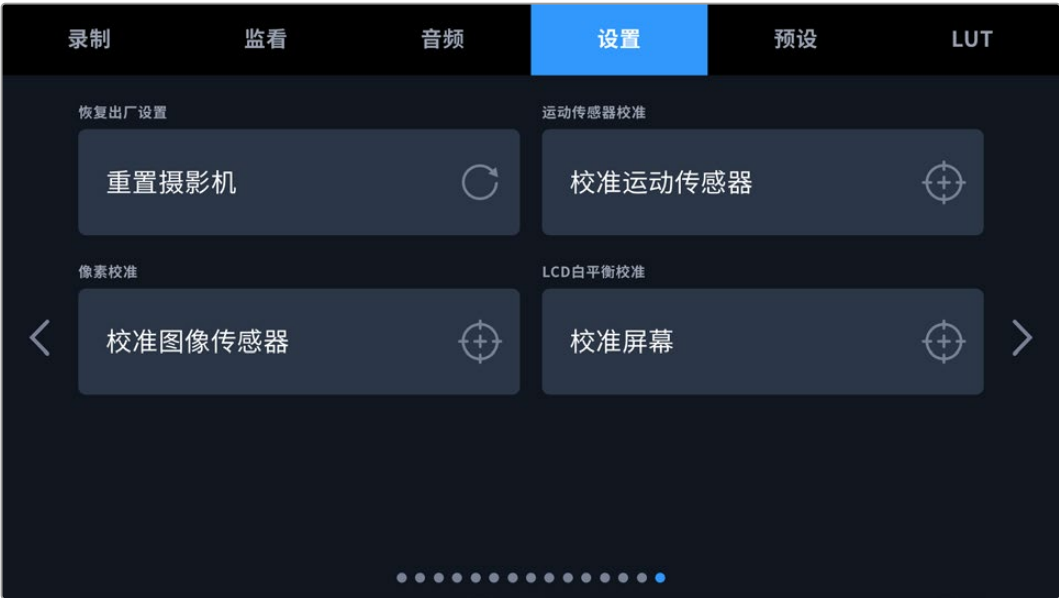 录制 监看 音频 设置 预设 LUT
恢复出厂设置 运动传感器校准
重置摄影机 校准运动传感器
像素校准 LCD白平衡校准
校准图像传感器 校准屏幕